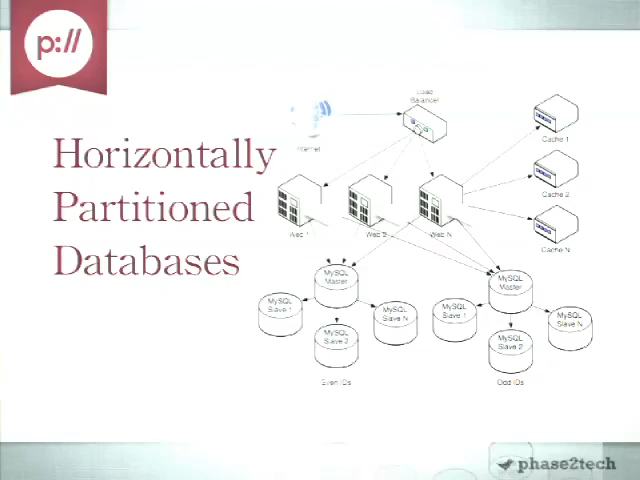 p://
Horizontally
Partitioned
Databases
Load
Balancer
Internet
Cache 1
Cache 2
Cache N
Web 1
Web 2
Web N
MySQL
Master
MySQL
Slave 1
MySQL
Slave 2
MySQL
Slave N
Even IDs
MySQL
Master
MySQL
Slave 1
MySQL
Slave 2
MySQL
Slave N
Odd IDs
phase2tech